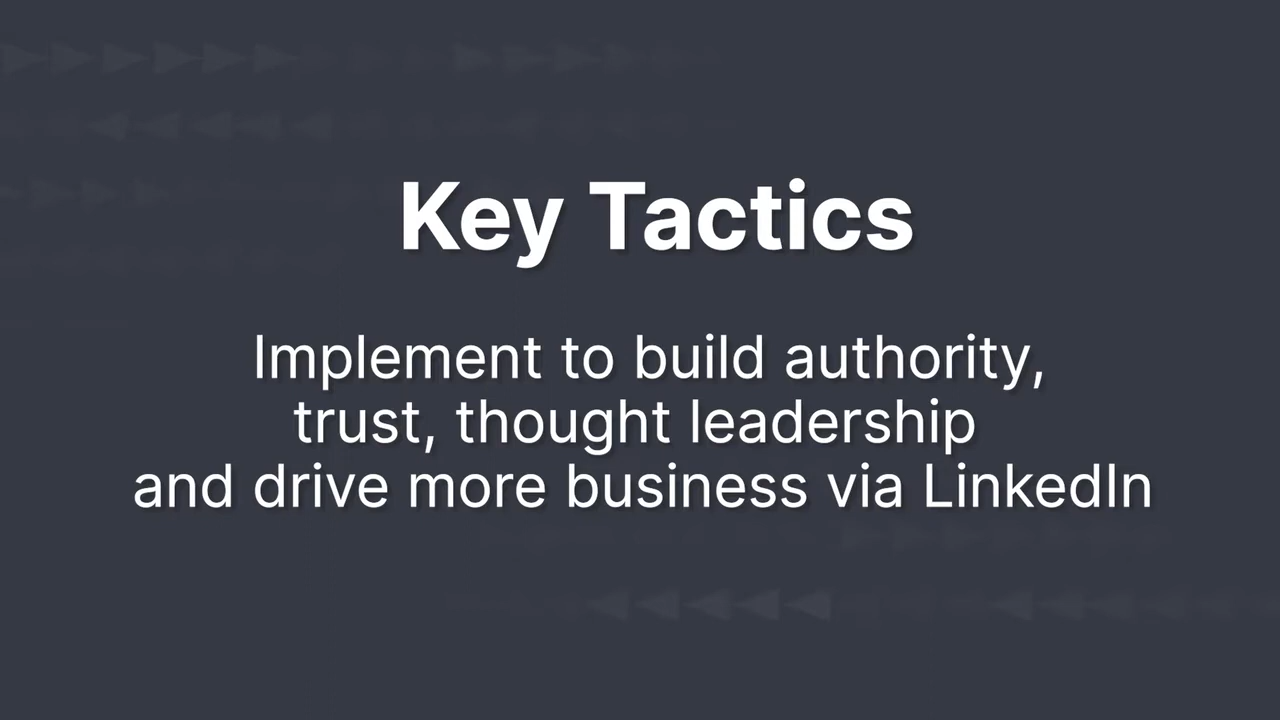 Key Tactics
Implement to build authority,
trust, thought leadership
and drive more business via LinkedIn